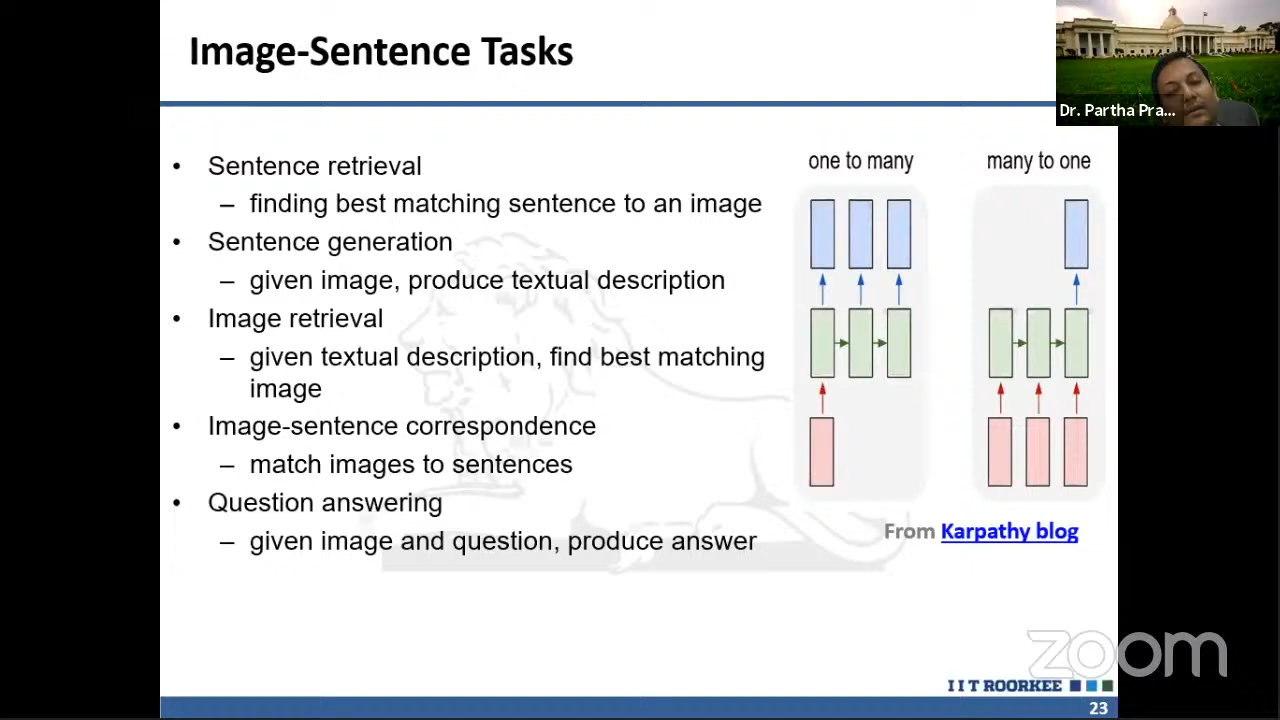 Image-Sentence Tasks
Dr. Partha Pra...
• Sentence retrieval
– finding best matching sentence to an image
• Sentence generation
– given image, produce textual description
• Image retrieval
– given textual description, find best matching
image
• Image-sentence correspondence
– match images to sentences
• Question answering
– given image and question, produce answer
one to many
many to one
From Karpathy blog
zoom
I I T ROORKEE
23